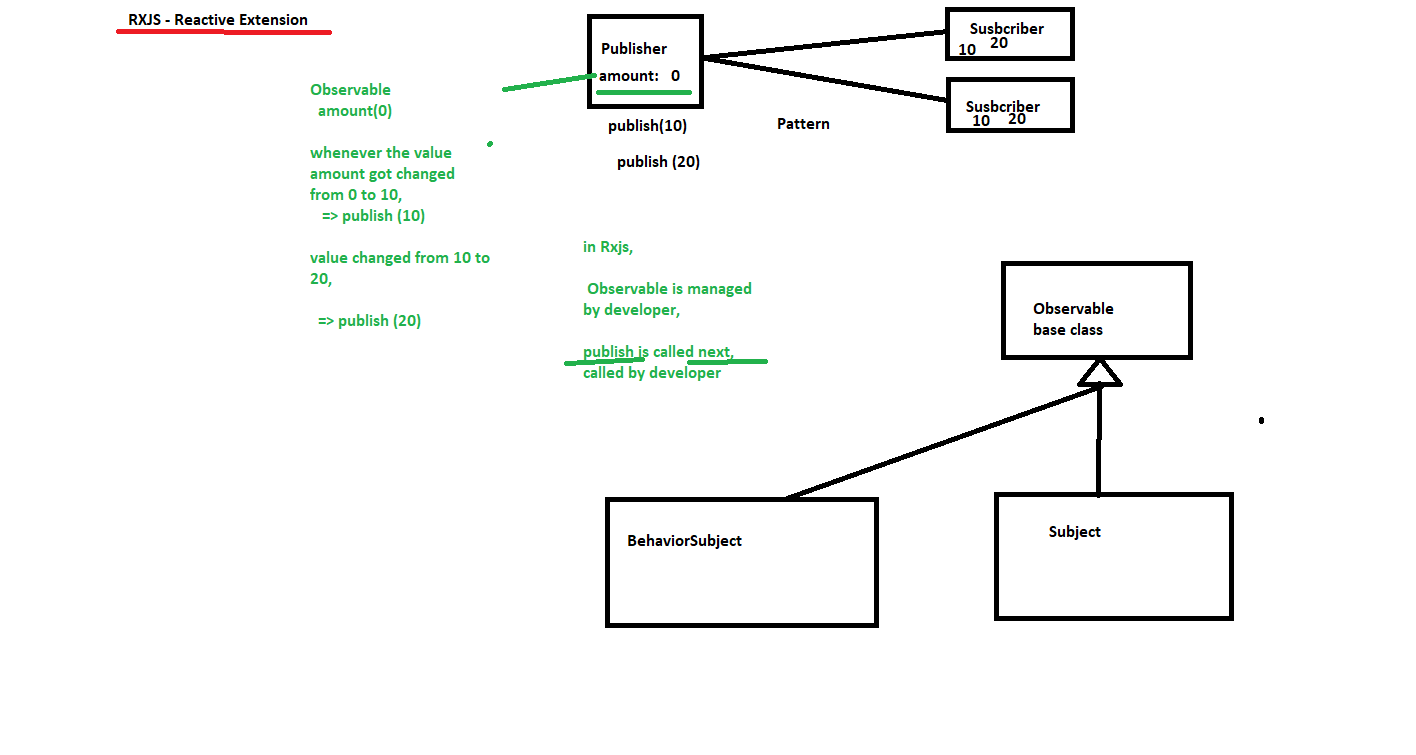 RXJS - Reactive Extension
Publisher
amount: 0
Susbcriber
10 20
Susbcriber
10 20
publish(10)
Pattern
publish (20)
Observable
amount(0)
whenever the value
amount got changed
from 0 to 10,
=> publish (10)
value changed from 10 to
20,
=> publish (20)
in Rxjs,
Observable is managed
by developer,
publish is called next,
called by developer
Observable
base class
BehaviorSubject
Subject